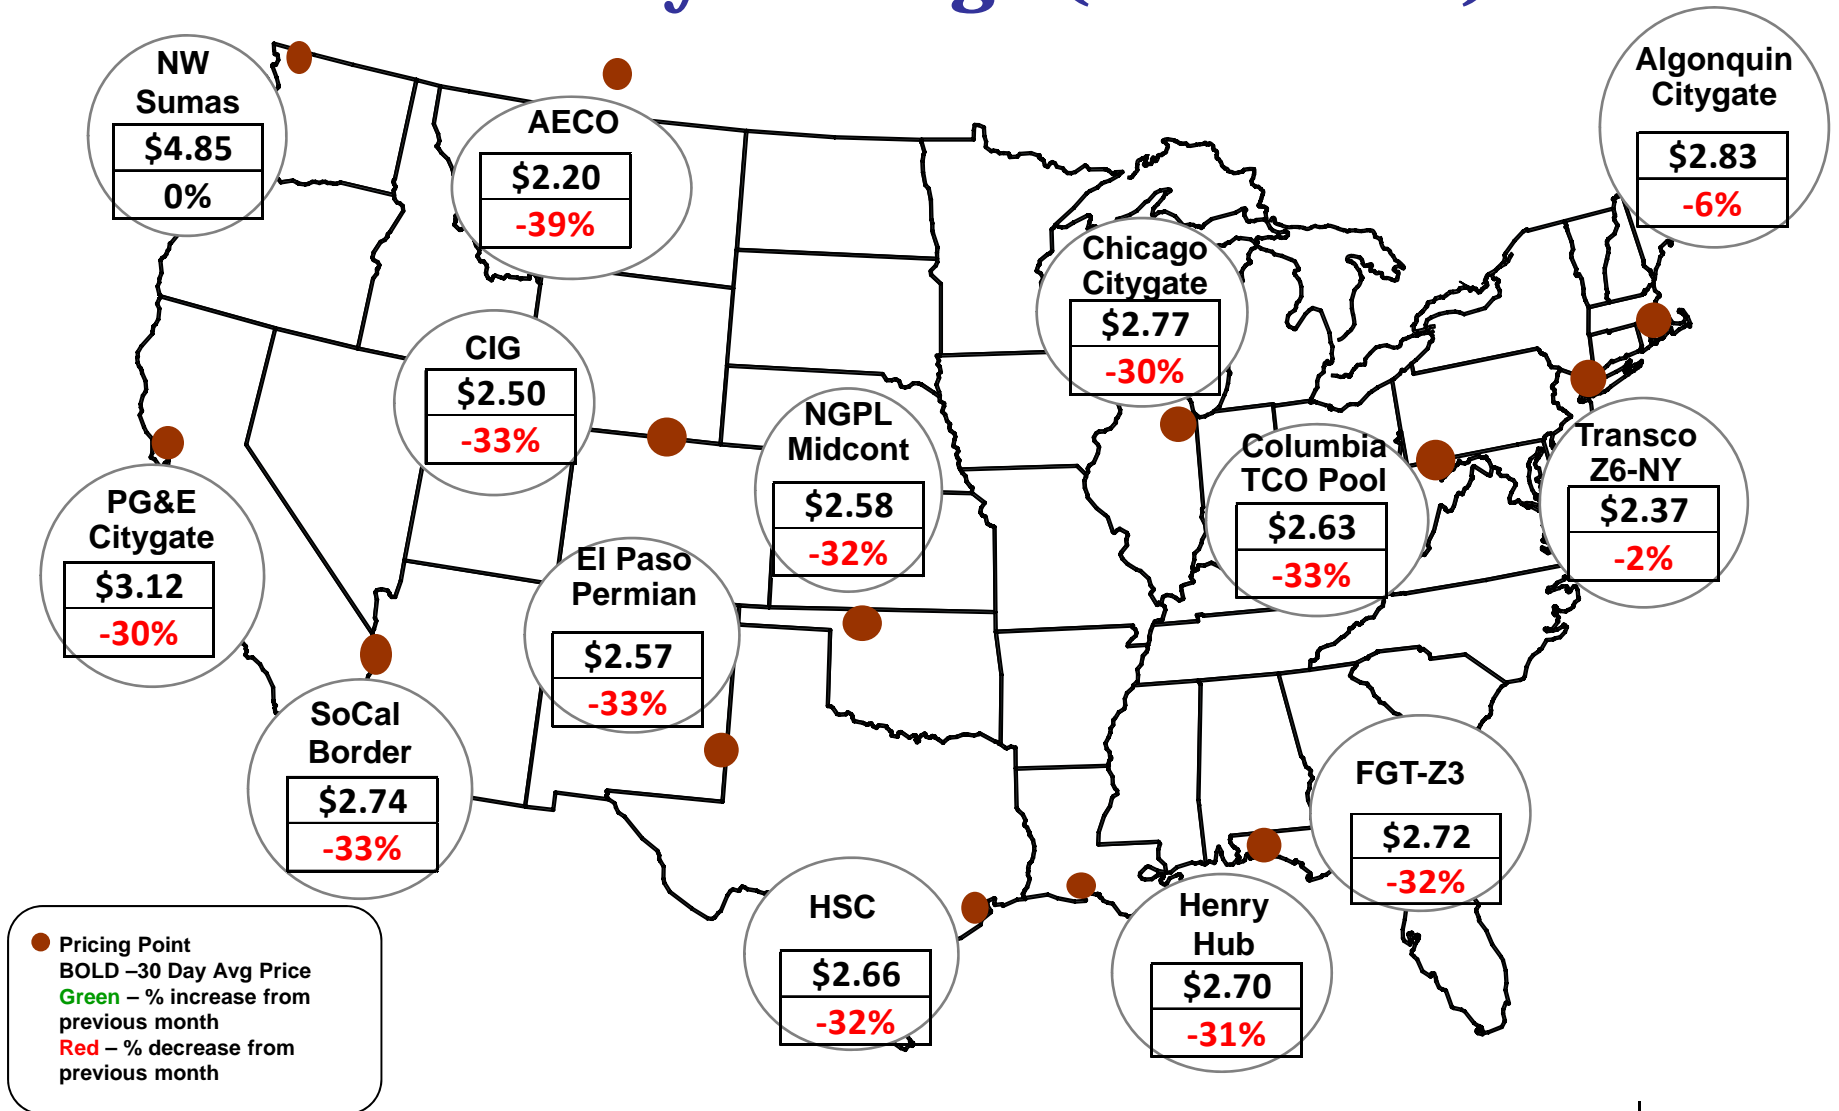 NW
Sumas
$4.85
0%
AECO
$2.20
-39%
Algonquin
Citygate
$2.83
-6%
Chicago
Citygate
$2.77
-30%
CIG
$2.50
-33%
NGPL
Midcont
$2.58
-32%
Columbia
TCO Pool
$2.63
-33%
Transco
Z6-NY
$2.37
-2%
PG&E
Citygate
$3.12
-30%
El Paso
Permian
$2.57
-33%
SoCal
Border
$2.74
-33%
FGT-Z3
$2.72
-32%
HSC
$2.66
-32%
Henry
Hub
$2.70
-31%
Pricing Point
BOLD –30 Day Avg Price
Green – % increase from
previous month
Red – % decrease from
previous month